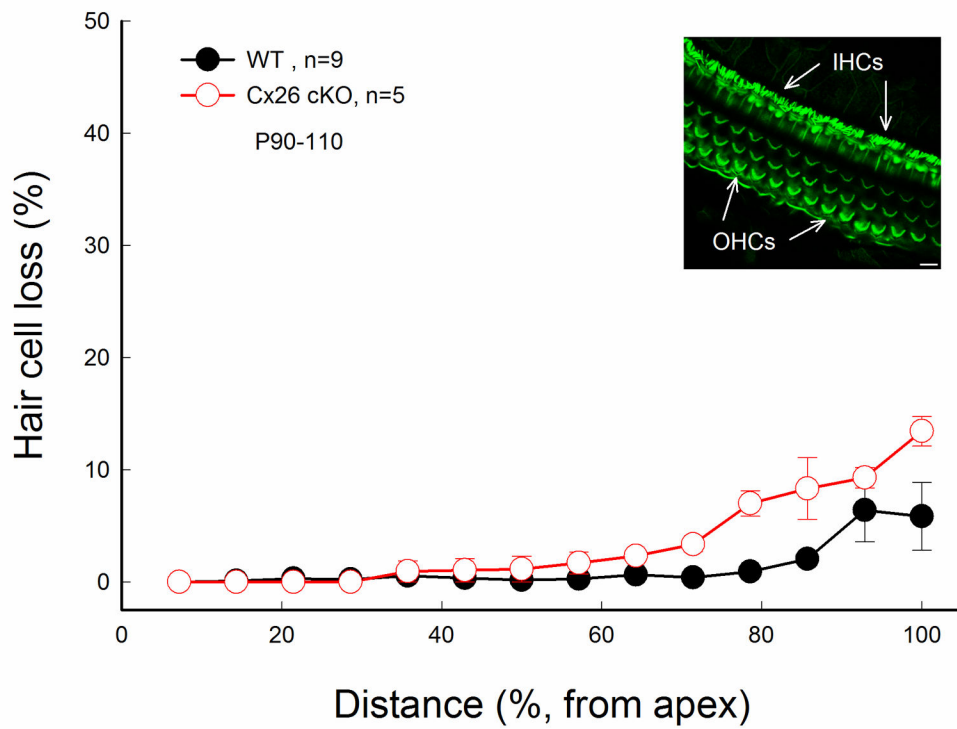 50
40
30
20
10
0
Hair cell loss (%)
WT , n=9
Cx26 cKO, n=5
P90-110
IHCs
OHCs
0 20 40 60 80 100
Distance (%, from apex)